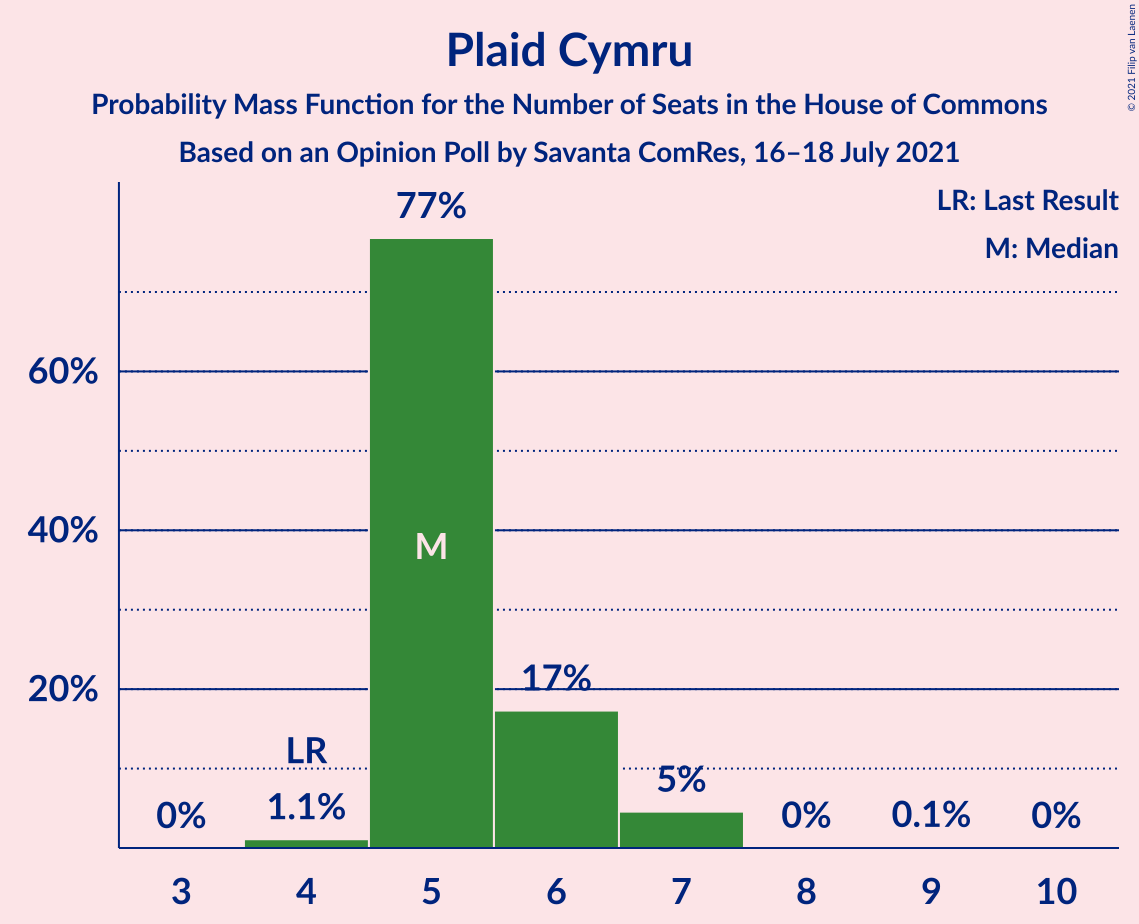 Plaid Cymru
Probability Mass Function for the Number of Seats in the House of Commons
Based on an Opinion Poll by Savanta ComRes, 16–18 July 2021
© 2021 Filip van Laenen
LR: Last Result
M: Median
77%
60%
40%
20%
M
17%
LR
5%
0%
1.1%
0%
0.1%
0%
3 4 5 6 7 8 9 10